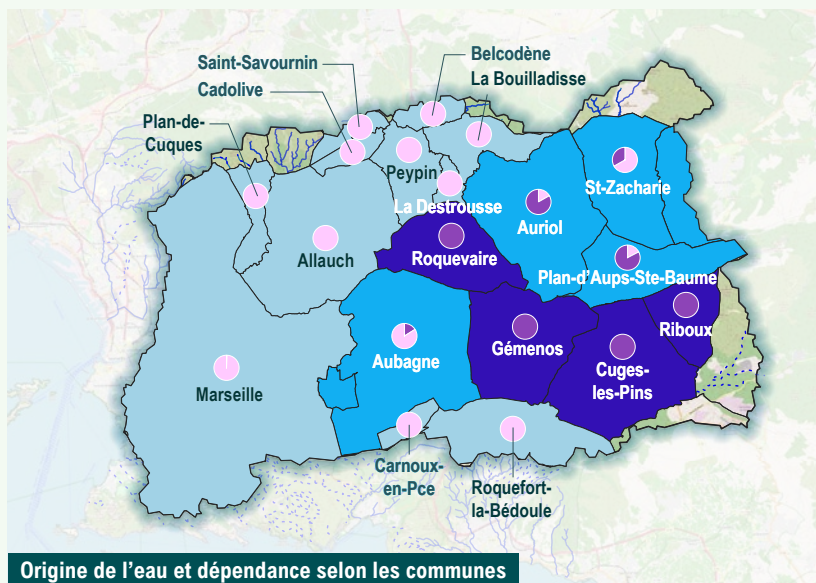 Saint-Savournin
Cadolive
Belcodène
La Bouilladisse
Plan-de-
Cuques
Peypin
St-Zacharie
La Destrousse
Auriol
Roquevaire
Allauch
Plan-d'Aups-Ste-Baume
Riboux
Gémenos
Aubagne
Cuges-
les-Pins
Marseille
Carnoux-
en-Pce
Roquefort-
la-Bédoule
Origine de l'eau et dépendance selon les communes